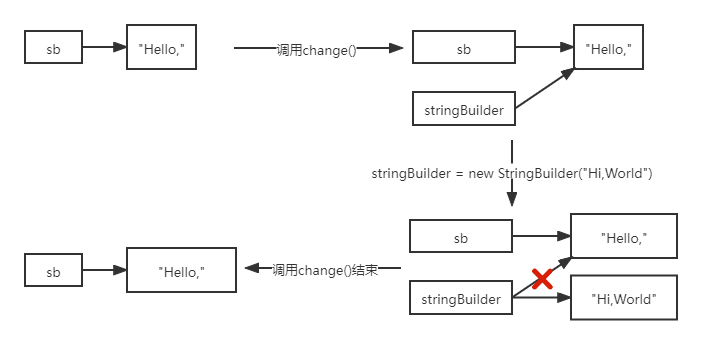 sb
"Hello,"
调用change()
sb
"Hello,"
stringBuilder
stringBuilder = new StringBuilder("Hi,World")
sb
"Hello,"
sb
"Hello,"
调用change()结束
stringBuilder
"Hi,World"